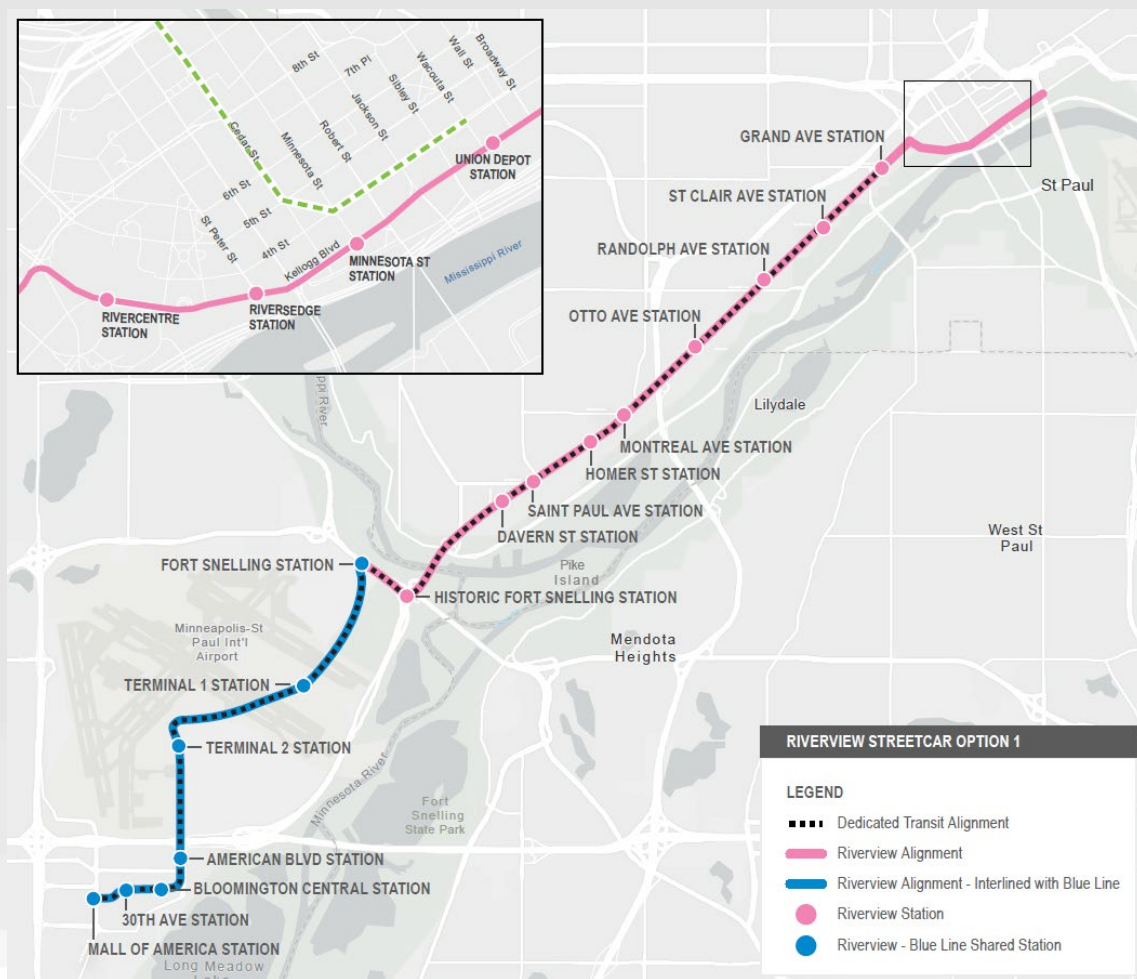 8th St
7th Pl
Wall St
Broadway St
Wacouta St
Sibley St
Jackson St
Robert St
Minnesota St
Cedar St
6th St
5th St
4th St
St Peter St
Kellogg Blvd
UNION DEPOT
STATION
MINNESOTA ST
STATION
Mississippi River
RIVERCENTRE
STATION
RIVERSEDGE
STATION
GRAND AVE STATION
St Paul
ST CLAIR AVE STATION
RANDOLPH AVE STATION
OTTO AVE STATION
ppi River
Lilydale
MONTREAL AVE STATION
HOMER ST STATION
SAINT PAUL AVE STATION
DAVERN ST STATION
West St
Paul
FORT SNELLING STATION
Pike
Island
HISTORIC FORT SNELLING STATION
Minneapolis-St
Paul Int'l
Airport
Mendota
Heights
TERMINAL 1 STATION
TERMINAL 2 STATION
Minnesota River
Fort
Snelling
State Park
AMERICAN BLVD STATION
BLOOMINGTON CENTRAL STATION
30TH AVE STATION
MALL OF AMERICA STATION
Long Meadow
Lake
RIVERVIEW STREETCAR OPTION 1
LEGEND
Dedicated Transit Alignment
Riverview Alignment
Riverview Alignment - Interlined with Blue Line
Riverview Station
Riverview - Blue Line Shared Station